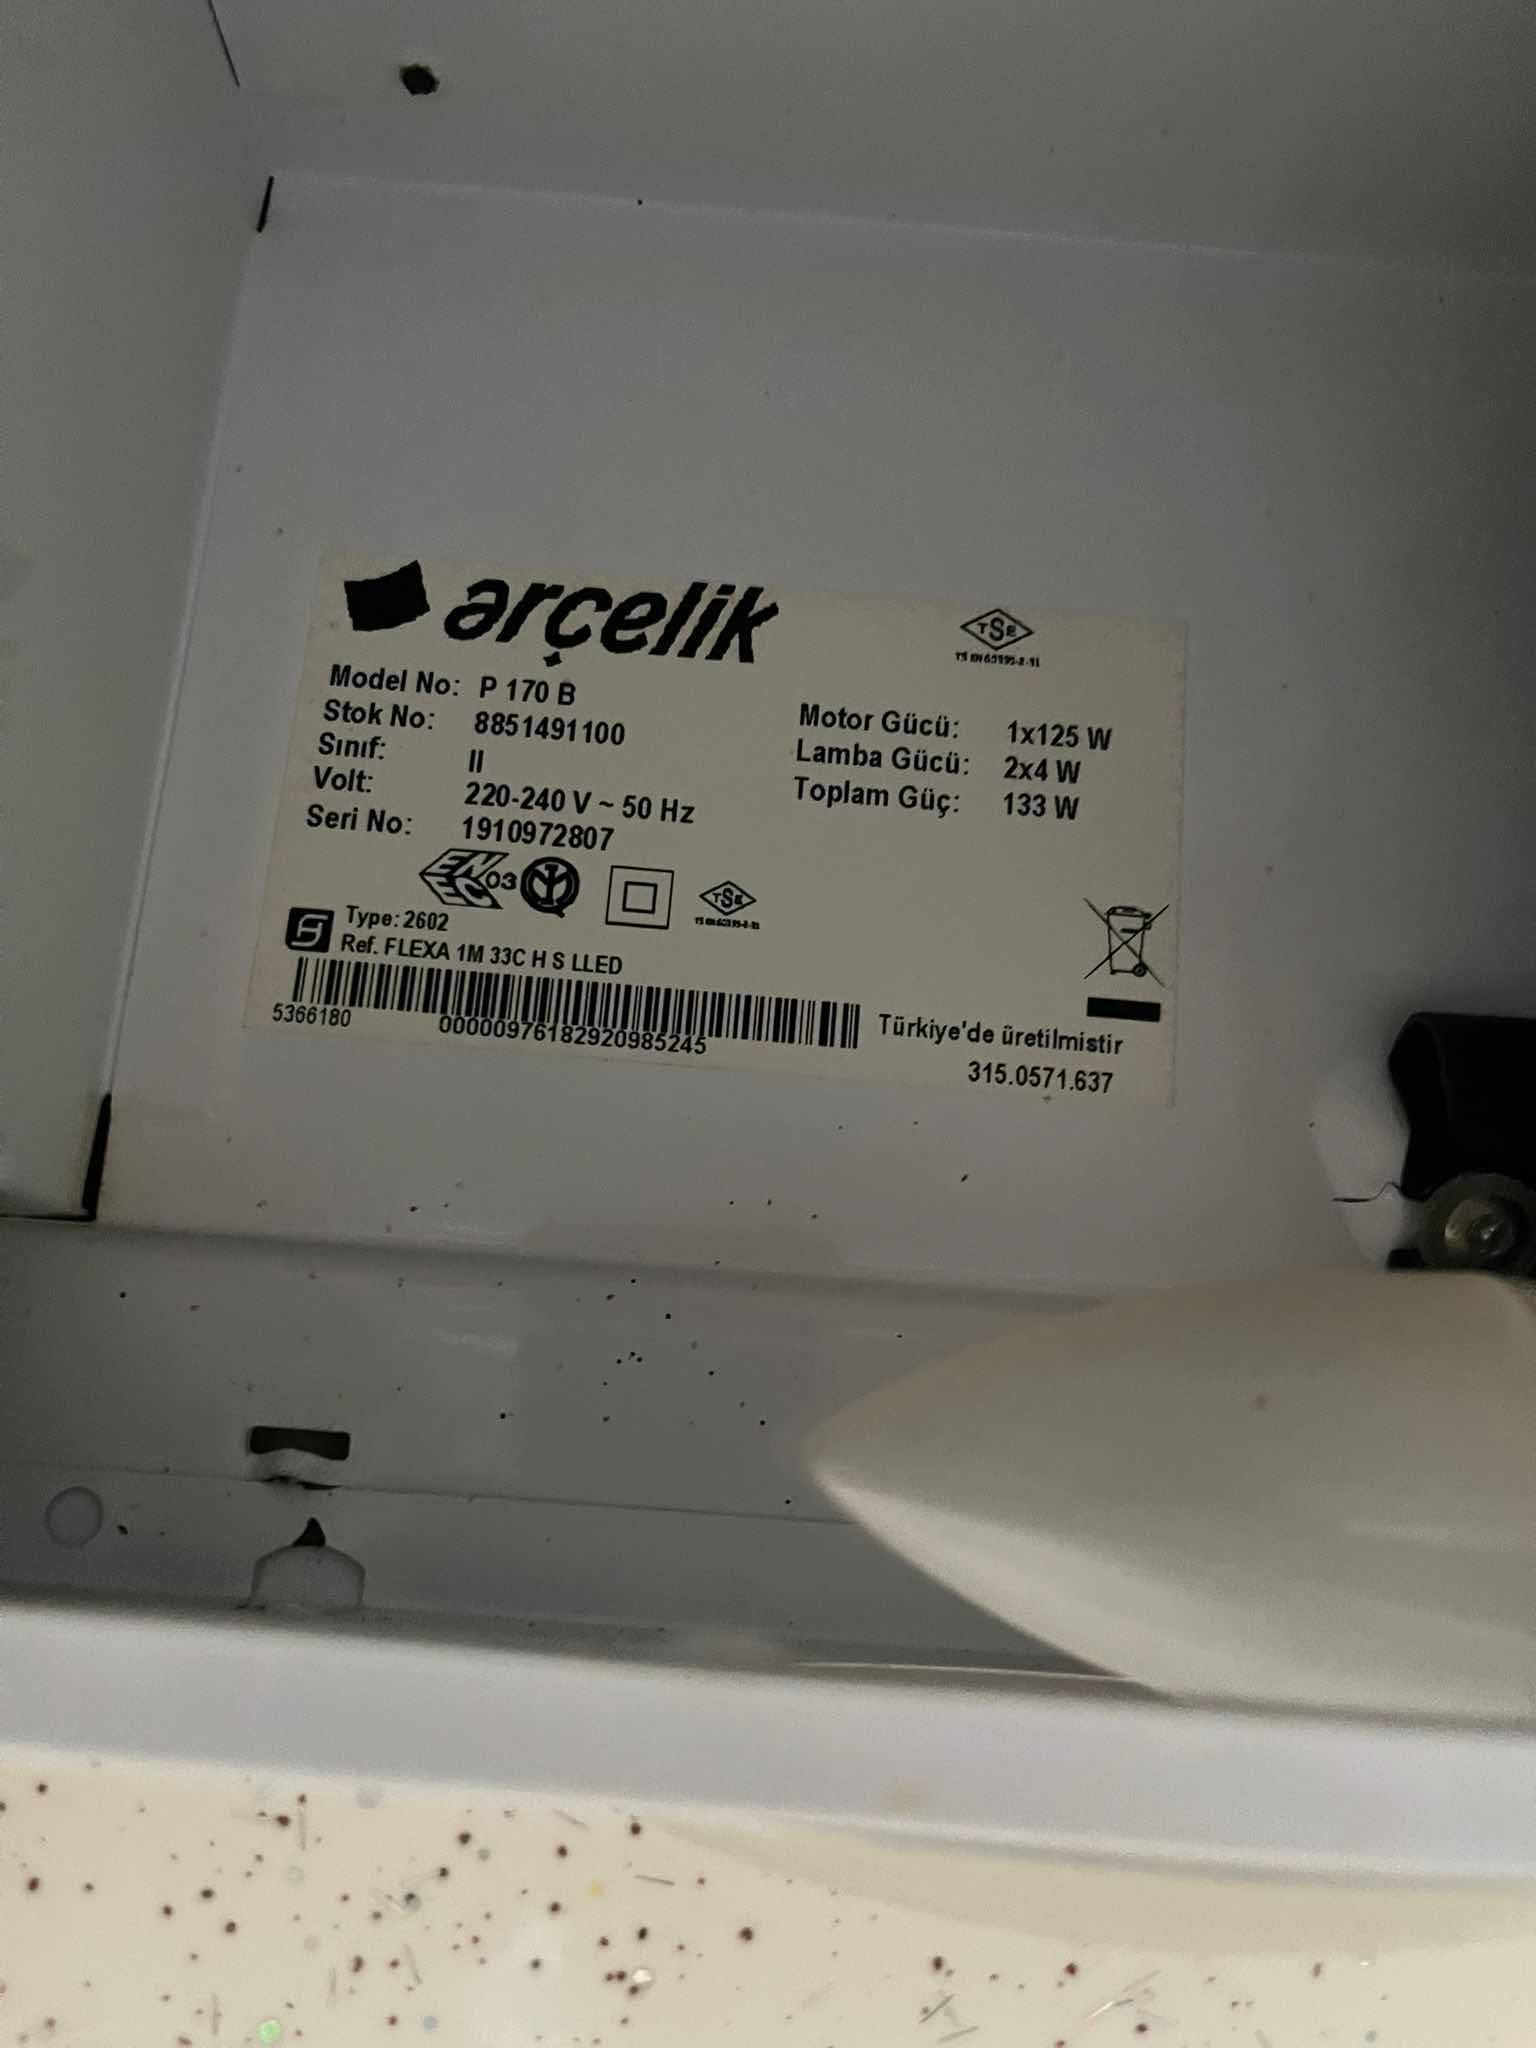 arçelik
TSE
Model No: P 170 B
Stok No: 8851491100
Sınıf: II
Volt: 220-240 V ~ 50 Hz
Seri No: 1910972807
Motor Gücü: 1x125 W
Lamba Gücü: 2x4 W
Toplam Güç: 133 W
ENEC 03
TSE
Type: 2602
Ref. FLEXA 1M 33C H S LLED
5366180 00000976182920985245
Türkiye'de üretilmistir
315.0571.637